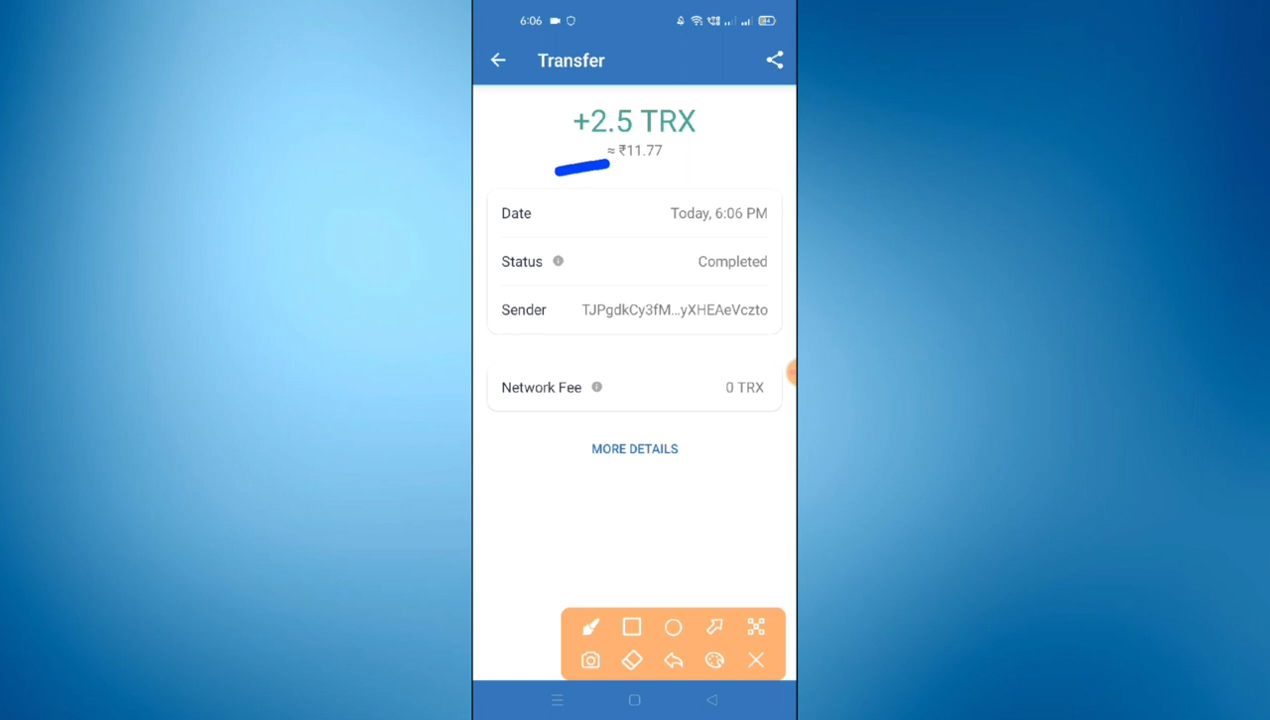 6:06
Transfer
+2.5 TRX
≈ ₹11.77
Date Today, 6:06 PM
Status Completed
Sender TJPgdkCy3fM...yXHEAeVczto
Network Fee 0 TRX
MORE DETAILS